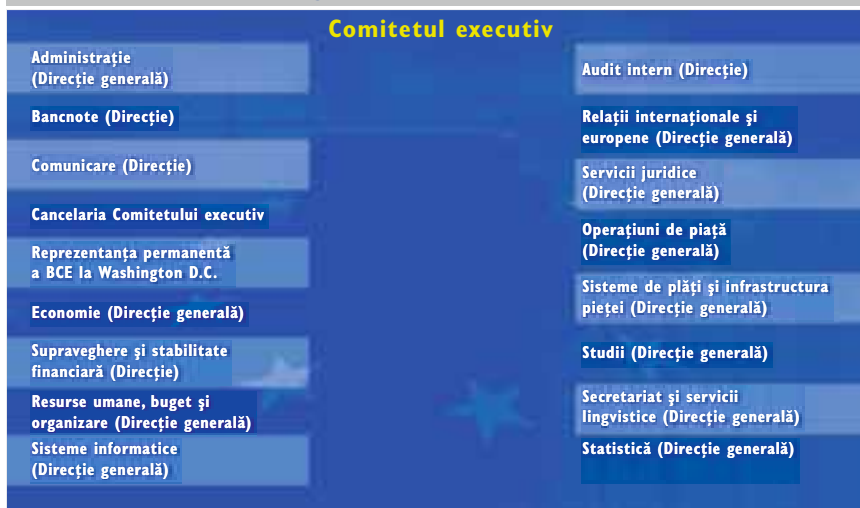 Comitetul executiv
Administrație
(Direcție generală)
Bancnote (Direcție)
Comunicare (Direcție)
Cancelaria Comitetului executiv
Reprezentanța permanentă
a BCE la Washington D.C.
Economie (Direcție generală)
Supraveghere și stabilitate
financiară (Direcție)
Resurse umane, buget și
organizare (Direcție generală)
Sisteme informatice
(Direcție generală)
Audit intern (Direcție)
Relații internaționale și
europene (Direcție generală)
Servicii juridice
(Direcție generală)
Operațiuni de piață
(Direcție generală)
Sisteme de plăți și infrastructura
pieței (Direcție generală)
Studii (Direcție generală)
Secretariat și servicii
lingvistice (Direcție generală)
Statistică (Direcție generală)